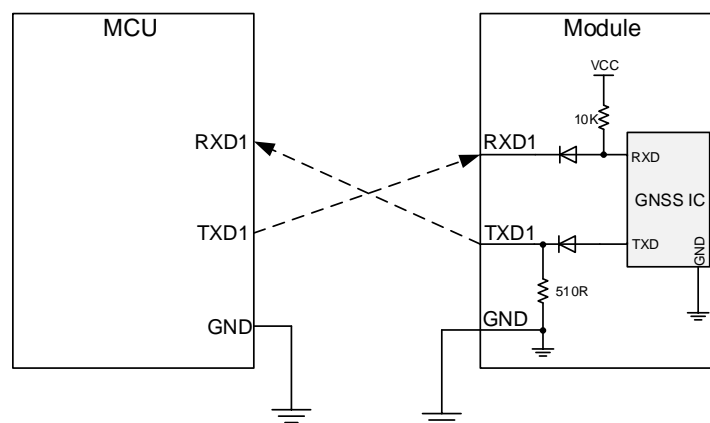 MCU
Module
VCC
10K
RXD1
RXD1
RXD
GNSS IC
TXD1
TXD1
TXD
GND
510R
GND
GND